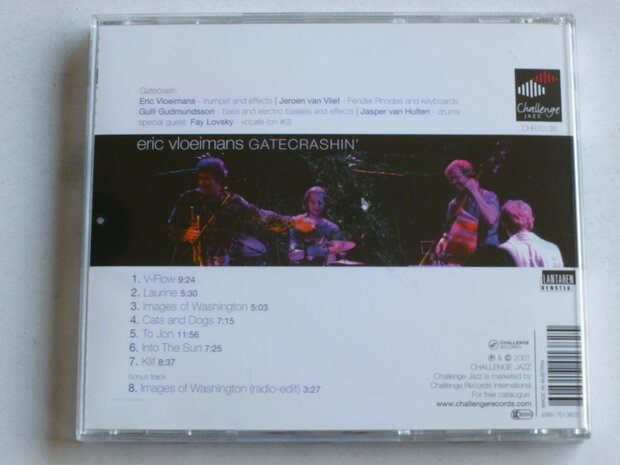 Gatecrash:
Eric Vloeimans - trumpet and effects | Jeroen van Vliet - Fender Rhodes and keyboards
Gulli Gudmundsson - bass and electric basses and effects | Jasper van Hulten - drums
special guest: Fay Lovsky - vocals (on #3)
Challenge
JAZZ
CHR70138
eric vloeimans GATECRASHIN'
1. V-Flow 9:24
2. Laurine 5:30
3. Images of Washington 5:03
4. Cats and Dogs 7:15
5. To Jon 11:56
6. Into The Sun 7:25
7. Klif 8:37
bonus track
8. Images of Washington (radio-edit) 3:27
LANTAREN
VENSTER
CHALLENGE
RECORDS
℗ & © 2007
CHALLENGE JAZZ
Challenge Jazz is marketed by
Challenge Records International
For free catalogue:
www.challengerecords.com
MADE IN AUSTRIA